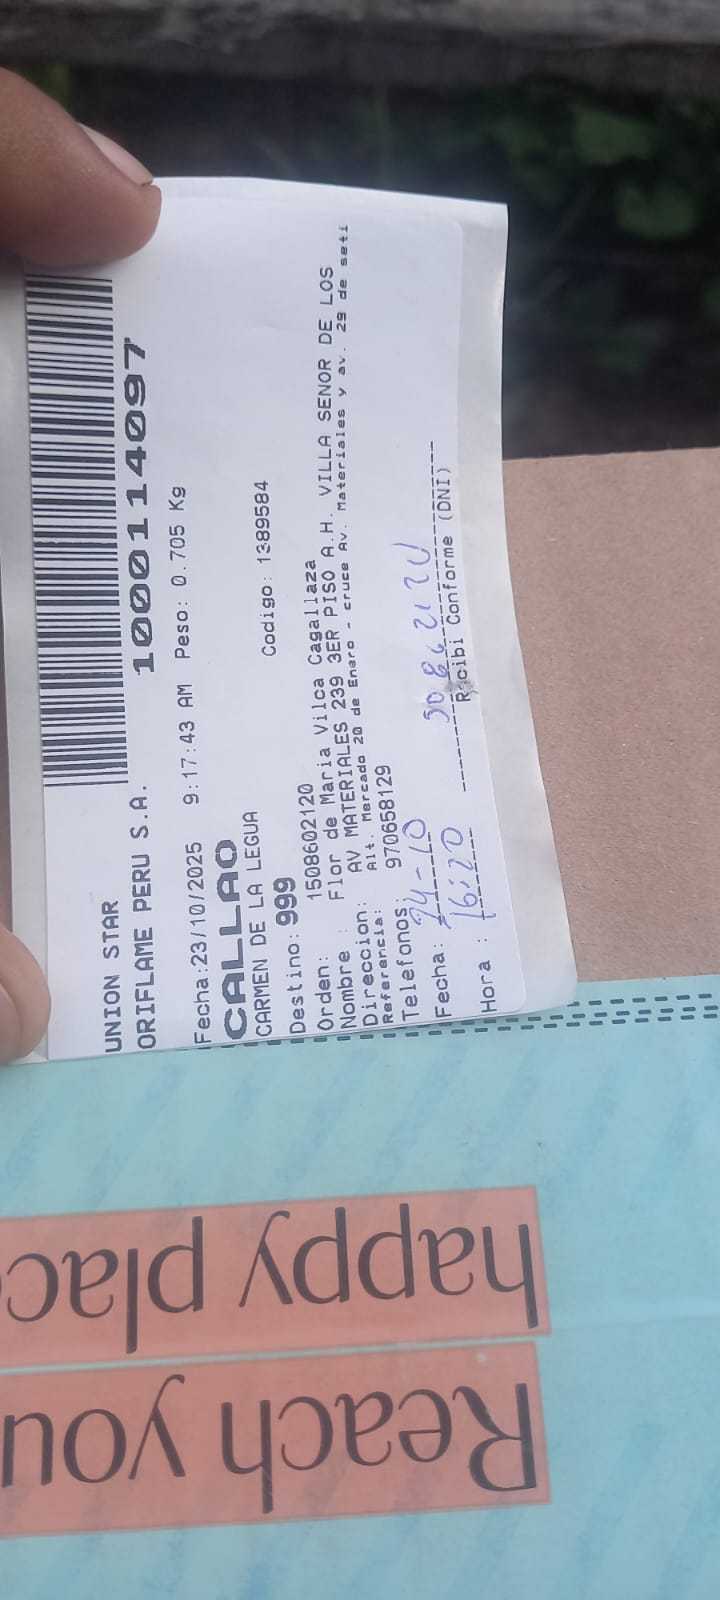 UNION STAR
ORIFLAME PERU S.A. 1000114097
Fecha:23/10/2025 9:17:43 AM Peso: 0.705 Kg
CALLAO
CARMEN DE LA LEGUA Codigo: 1389584
Destino: 999
Orden: 1508602120
Nombre : Flor de Maria Vilca Cagallaza
Direccion: AV MATERIALES 239 3ER PISO A.H. VILLA SENOR DE LOS
Referencia: Alt. Mercado 20 de Enero - cruce Av. Materiales y av. 29 de seti
Telefonos: 970658129
Fecha: 24-10
Hora : 16:20
Recibi Conforme (DNI)
happy plac
Reach you